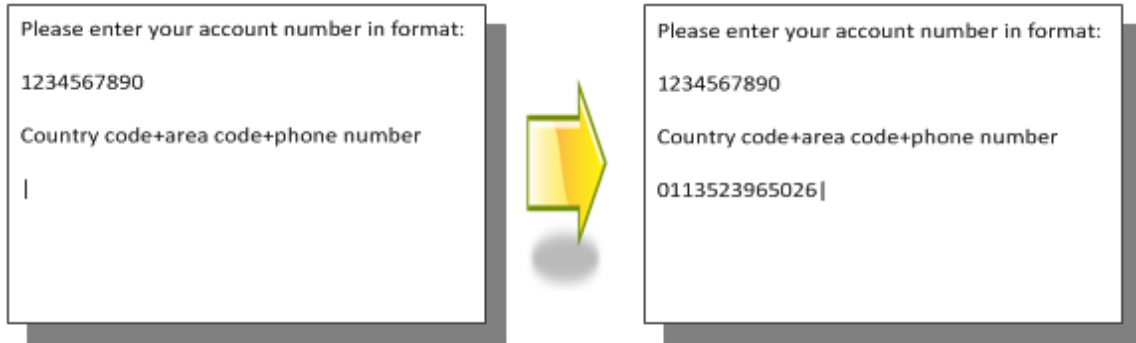 Please enter your account number in format:
1234567890
Country code+area code+phone number
|
Please enter your account number in format:
1234567890
Country code+area code+phone number
0113523965026|